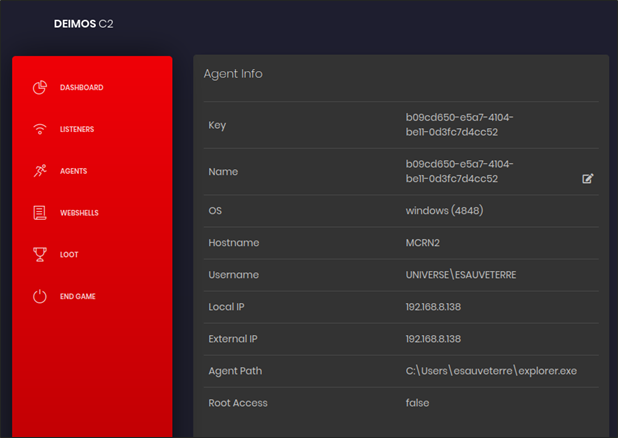 DEIMOS C2
DASHBOARD
LISTENERS
AGENTS
WEBSHELLS
LOOT
END GAME
Agent Info
Key b09cd650-e5a7-4104-
be11-0d3fc7d4cc52
Name b09cd650-e5a7-4104-
be11-0d3fc7d4cc52
OS windows (4848)
Hostname MCRN2
Username UNIVERSE\ESAUVETERRE
Local IP 192.168.8.138
External IP 192.168.8.138
Agent Path C:\Users\esauveterre\explorer.exe
Root Access false